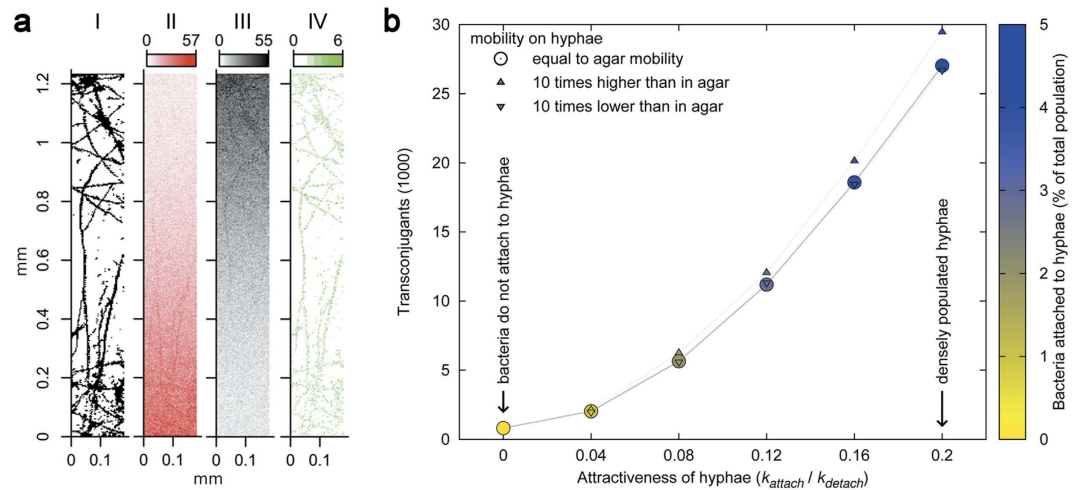 a
I II III IV
0 57 0 55 0 6
mm
1.2
1
0.8
0.6
0.4
0.2
0
0 0.1 0 0.1 0 0.1 0 0.1
mm
b
mobility on hyphae
equal to agar mobility
10 times higher than in agar
10 times lower than in agar
Transconjugants (1000)
30
25
20
15
10
5
0
bacteria do not attach to hyphae
densely populated hyphae
0 0.04 0.08 0.12 0.16 0.2
Attractiveness of hyphae (kattach / kdetach)
5
4
3
2
1
0
Bacteria attached to hyphae (% of total population)